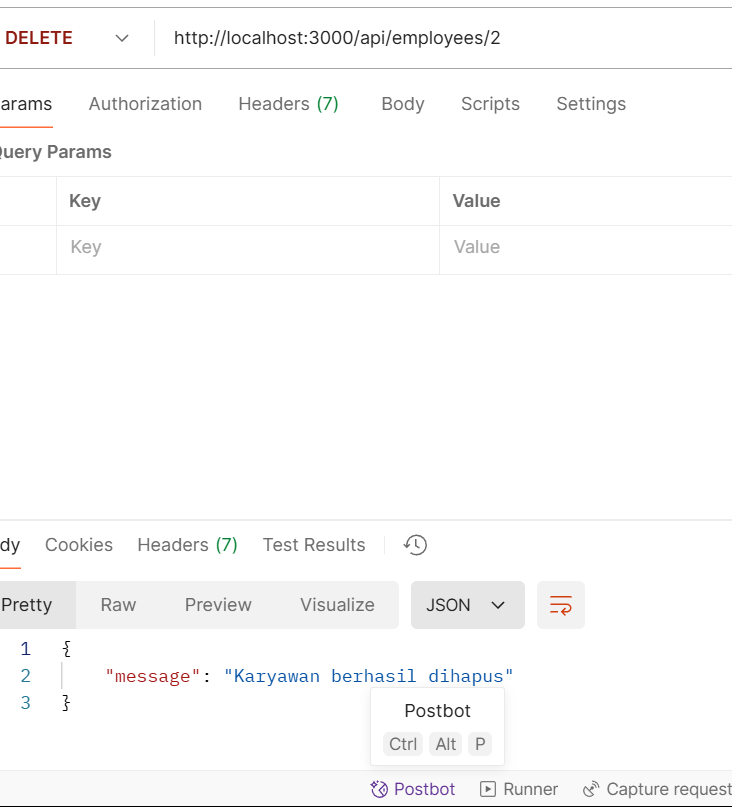 DELETE http://localhost:3000/api/employees/2
arams Authorization Headers (7) Body Scripts Settings
Query Params
Key Value
Key Value
dy Cookies Headers (7) Test Results
Pretty Raw Preview Visualize JSON
1 {
2 "message": "Karyawan berhasil dihapus"
3 }
Postbot
Ctrl Alt P
Postbot Runner Capture request